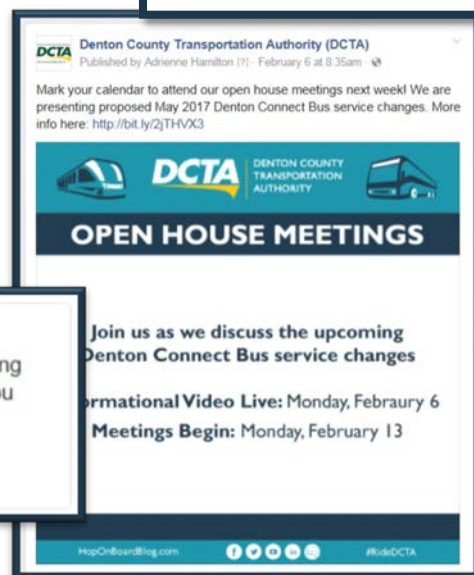 DCTA
Denton County Transportation Authority (DCTA)
Published by Adrienne Hamilton [?] · February 6 at 8:35am ·
Mark your calendar to attend our open house meetings next week! We are
presenting proposed May 2017 Denton Connect Bus service changes. More
info here: http://bit.ly/2jTHVX3
DCTA
DENTON COUNTY
TRANSPORTATION
AUTHORITY
OPEN HOUSE MEETINGS
Join us as we discuss the upcoming
Denton Connect Bus service changes
ormational Video Live: Monday, Febraury 6
Meetings Begin: Monday, February 13
HopOnBoardBlog.com
#RideDCTA